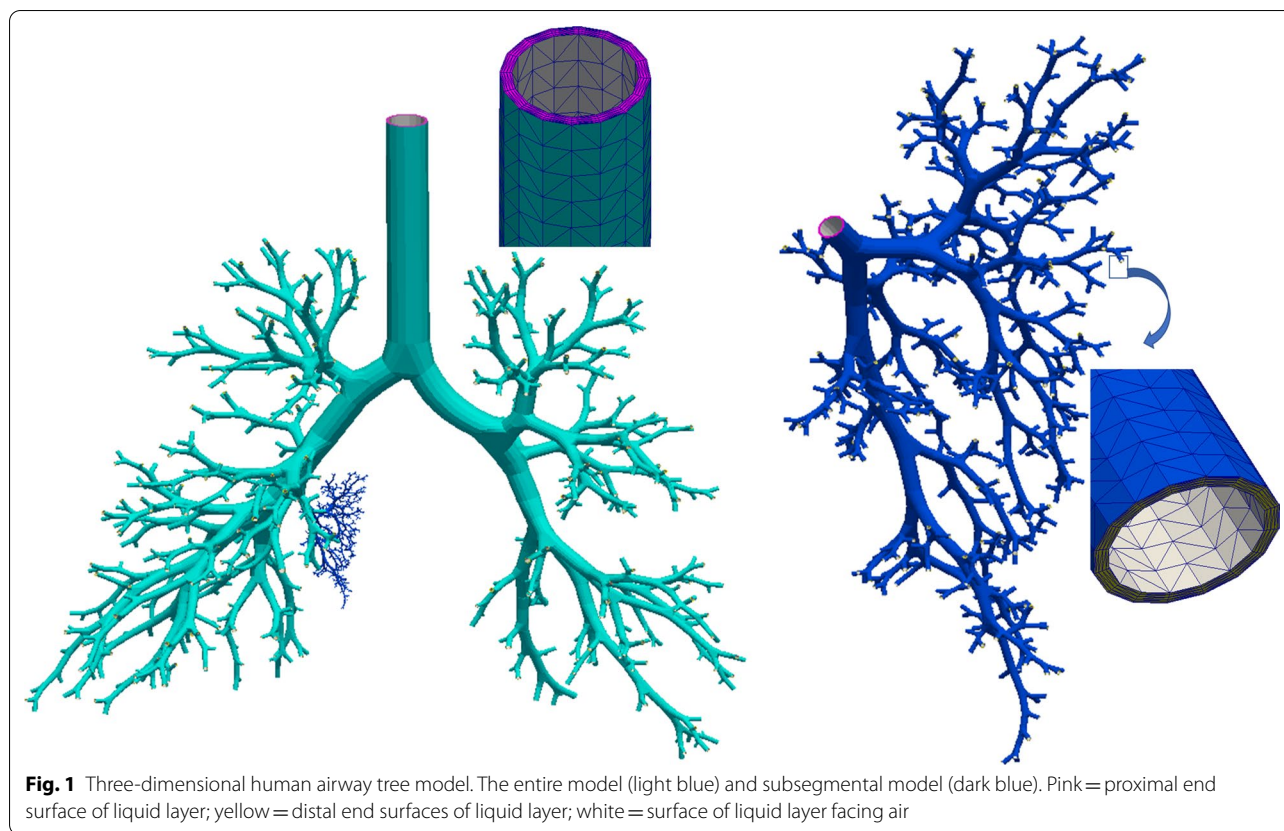 Fig. 1 Three-dimensional human airway tree model. The entire model (light blue) and subsegmental model (dark blue). Pink = proximal end
surface of liquid layer; yellow = distal end surfaces of liquid layer; white = surface of liquid layer facing air